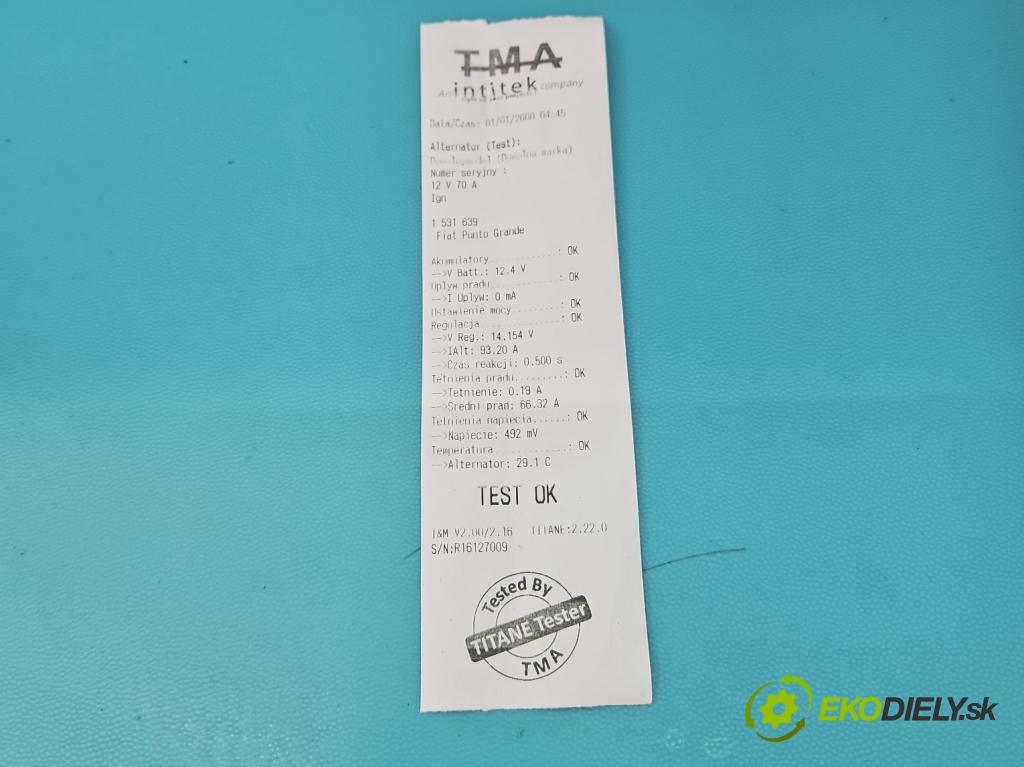 TMA
An intitek company
Data/Czas: 01/01/2000 04:45
Alternator (Test):
(Dowolna marka)
Numer seryjny :
12 V 70 A
Ign
1 531 639
Fiat Punto Grande
Akumulatory..........: OK
-->V Batt.: 12.4 V
Uplyw pradu..........: OK
-->I Uplyw: 0 mA
Ustawienie mocy.......: OK
Regulacja............: OK
-->V Reg.: 14.154 V
-->IAlt: 93.20 A
-->Czas reakcji: 0.500 s
Tetnienia pradu.........: OK
-->Tetnienie: 0.19 A
-->Sredni prad: 66.32 A
Tetnienia napiecia......: OK
-->Napiecie: 492 mV
Temperatura..........: OK
-->Alternator: 29.1 C
TEST OK
T&M V2.00/2.16 TITANE:2.22.0
S/N:R16127009
Tested By
TITANE Tester
TMA
EKODIELY.sk